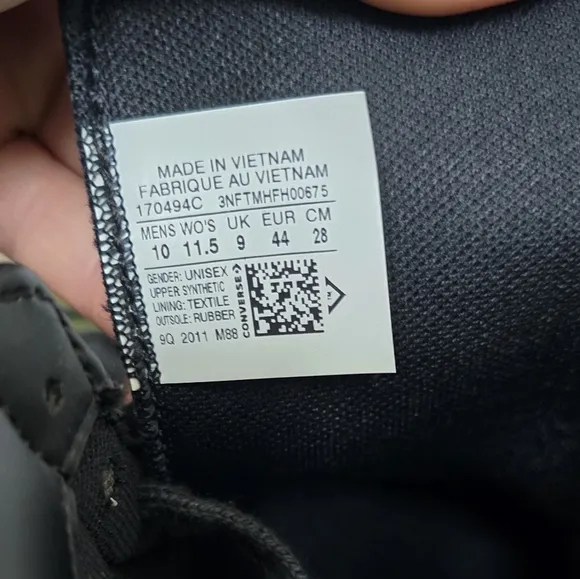 MADE IN VIETNAM
FABRIQUE AU VIETNAM
170494C 3NFTMHFH00675
MENS WO'S UK EUR CM
10 11.5 9 44 28
GENDER: UNISEX
UPPER SYNTHETIC
LINING: TEXTILE
OUTSOLE: RUBBER
9Q 2011 M88
CONVERSE
TM